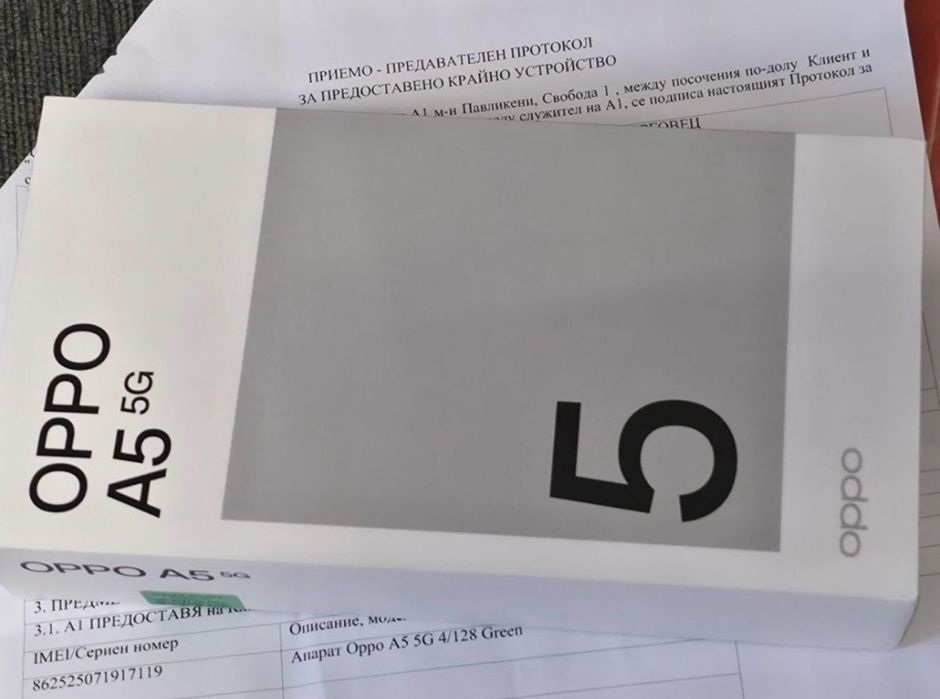 ПРИЕМО - ПРЕДАВАТЕЛЕН ПРОТОКОЛ
ЗА ПРЕДОСТАВЕНО КРАЙНО УСТРОЙСТВО
А1 м-н Павликени, Свобода 1 , между посочения по-долу Клиент и
служител на А1, се подписа настоящият Протокол за
OPPO
A5 5G
5
oppo
OPPO A5 5G
3.
3.1. А1 ПРЕДОСТАВЯ на
IMEI/Сериен номер
Описание,
862525071917119
Апарат Oppo A5 5G 4/128 Green